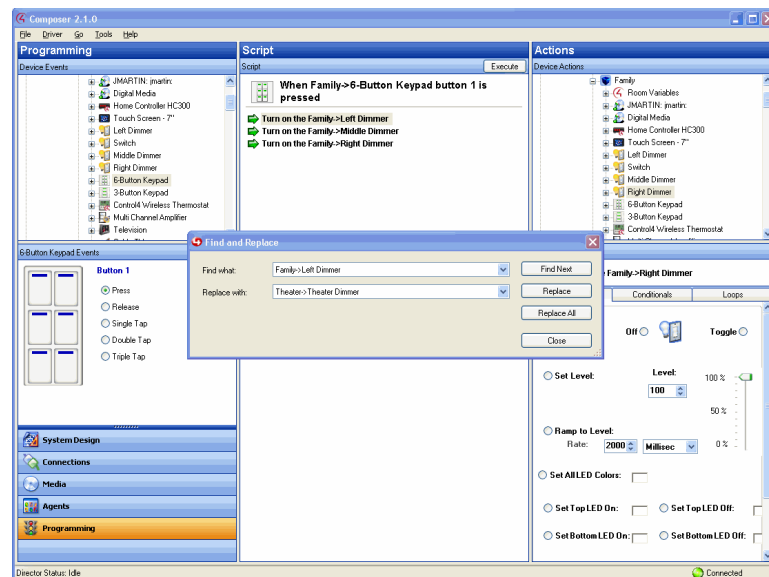 Composer 2.1.0
File Driver Go Tools Help
Programming
Device Events
JMARTIN: jmartin:
Digital Media
Home Controller HC300
Touch Screen - 7"
Left Dimmer
Switch
Middle Dimmer
Right Dimmer
6-Button Keypad
3-Button Keypad
Control4 Wireless Thermostat
Multi Channel Amplifier
Television
Script
Script Execute
When Family->6-Button Keypad button 1 is
pressed
Turn on the Family->Left Dimmer
Turn on the Family->Middle Dimmer
Turn on the Family->Right Dimmer
Actions
Device Actions
Family
Room Variables
JMARTIN: jmartin:
Digital Media
Home Controller HC300
Touch Screen - 7"
Left Dimmer
Switch
Middle Dimmer
Right Dimmer
6-Button Keypad
3-Button Keypad
Control4 Wireless Thermostat
Find and Replace
Find what: Family->Left Dimmer Find Next
Replace with: Theater->Theater Dimmer Replace
Replace All
Close
6-Button Keypad Events
Button 1
Press
Release
Single Tap
Double Tap
Triple Tap
System Design
Connections
Media
Agents
Programming
Family->Right Dimmer
Conditionals Loops
Off Toggle
Set Level: Level: 100 %
100
50 %
Ramp to Level:
Rate: 2000 Millisec 0 %
Set All LED Colors:
Set Top LED On: Set Top LED Off:
Set Bottom LED On: Set Bottom LED Off:
Director Status: Idle Connected